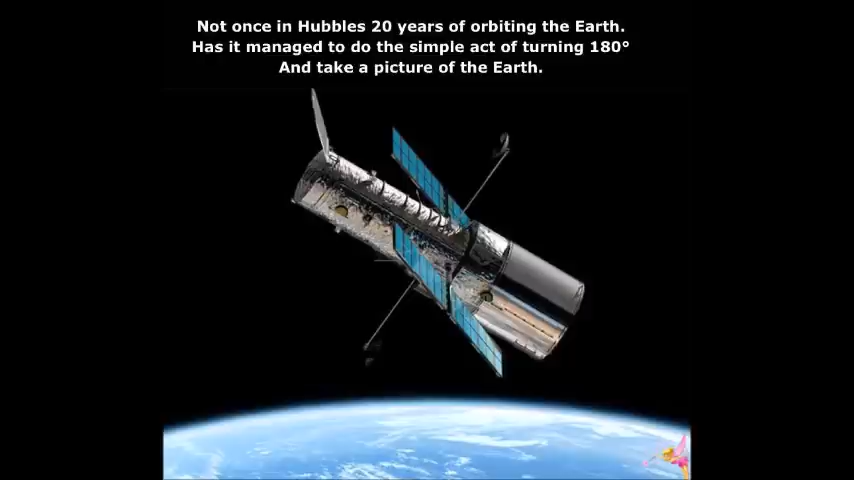 Not once in Hubbles 20 years of orbiting the Earth.
Has it managed to do the simple act of turning 180°
And take a picture of the Earth.